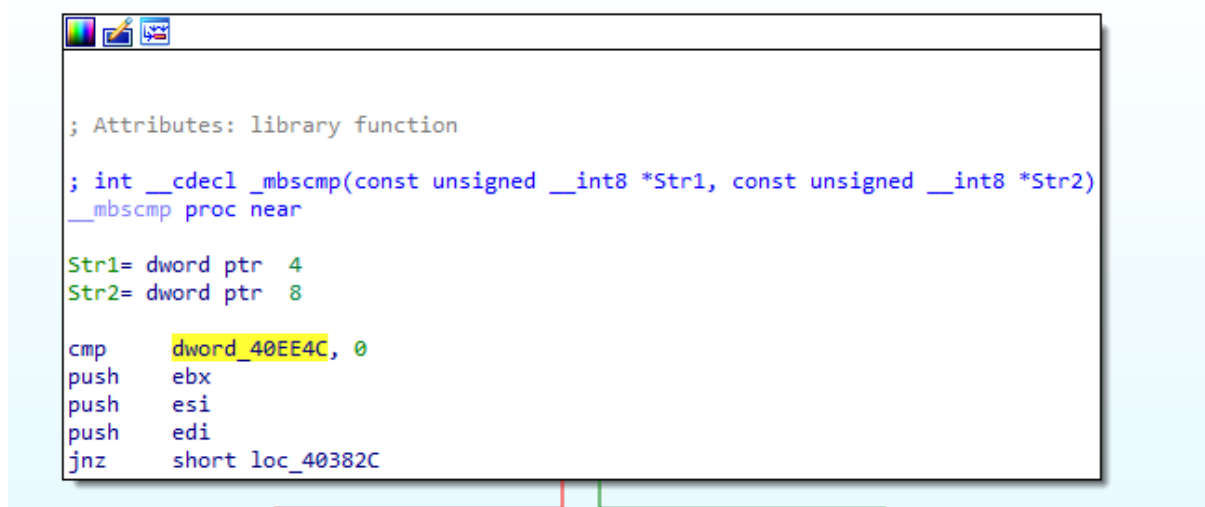 ; Attributes: library function
; int __cdecl _mbscmp(const unsigned __int8 *Str1, const unsigned __int8 *Str2)
__mbscmp proc near
Str1= dword ptr  4
Str2= dword ptr  8
cmp     dword_40EE4C, 0
push    ebx
push    esi
push    edi
jnz     short loc_40382C